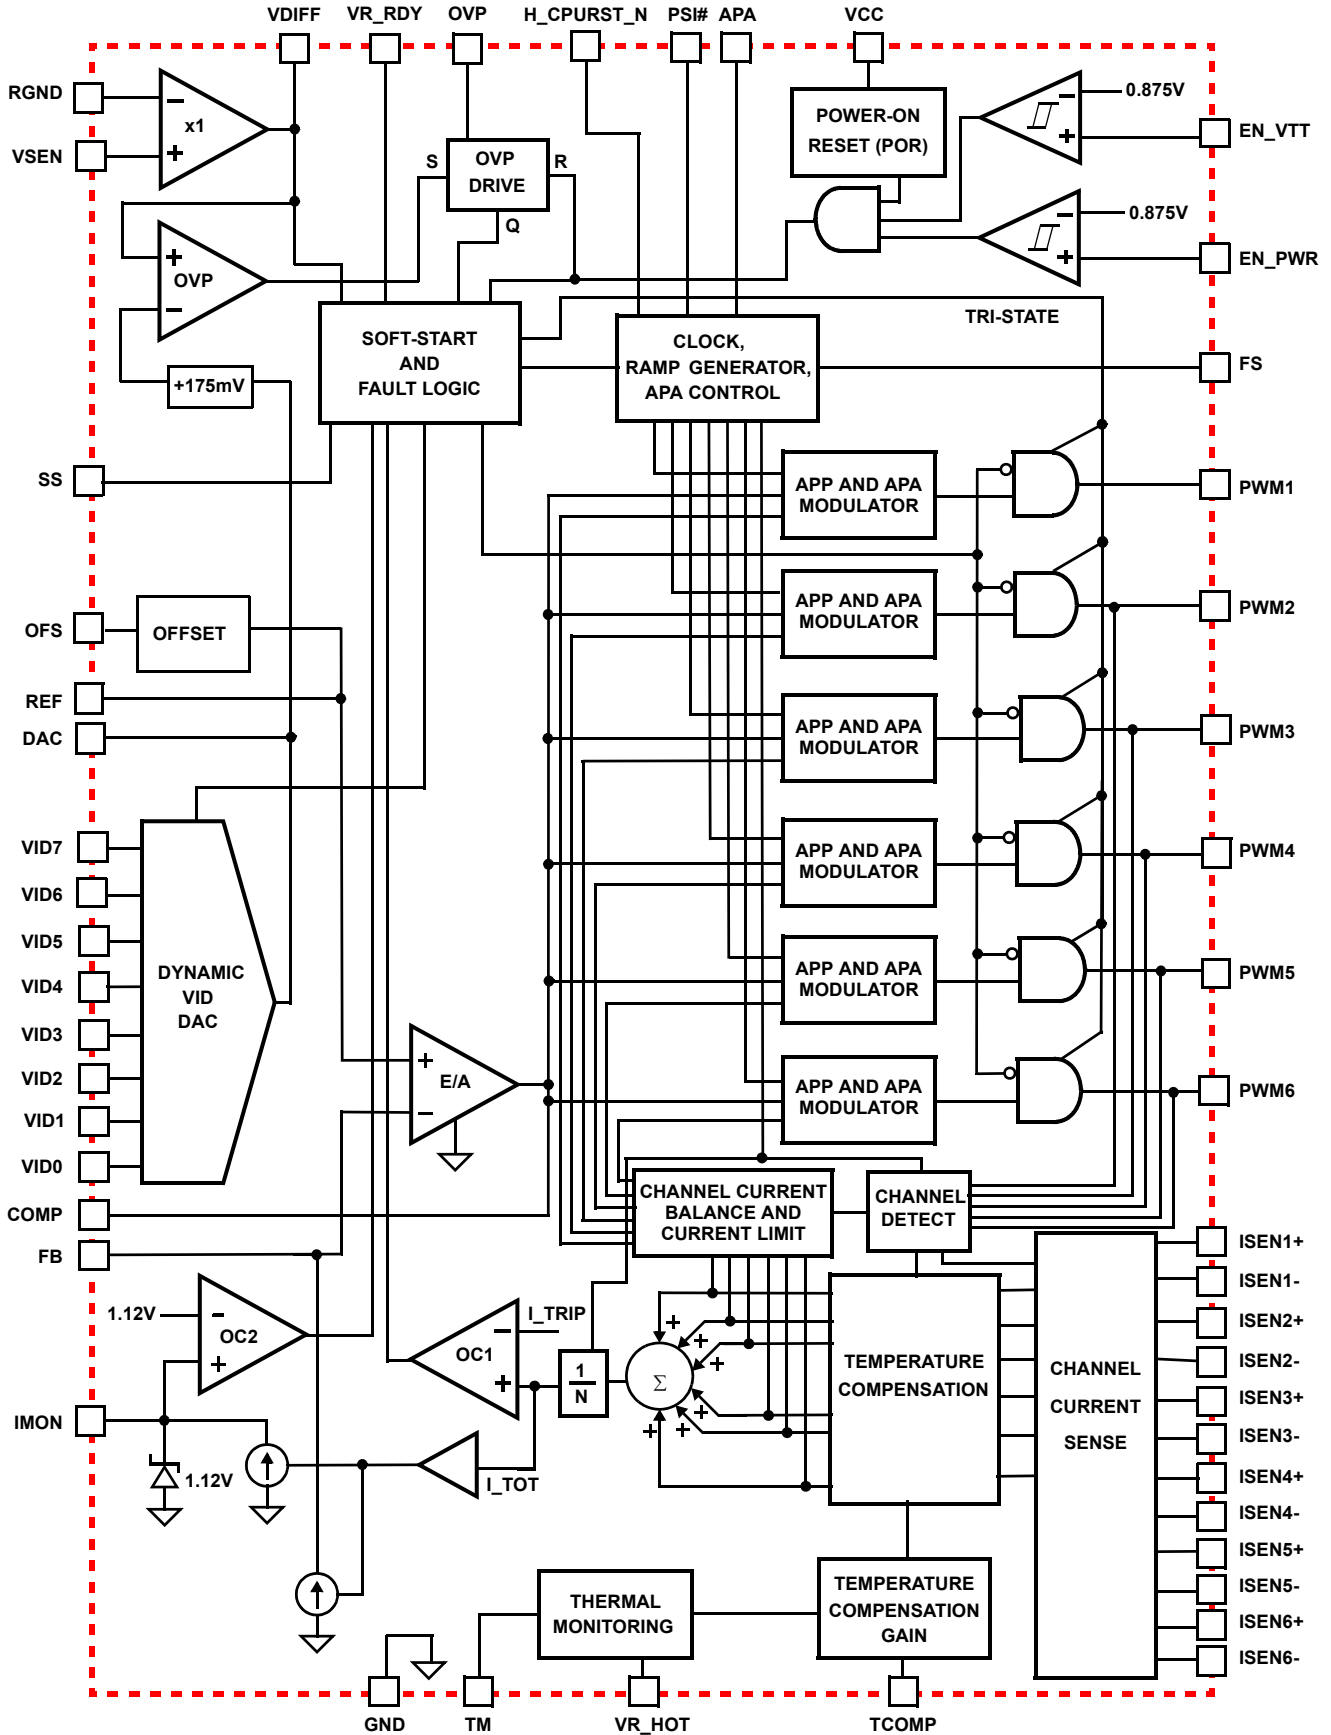 VDIFF
VR_RDY
OVP
H_CPURST_N
PSI#
APA
VCC
RGND
VSEN
−
x1
+
S
OVP
DRIVE
R
Q
POWER-ON
RESET (POR)
−
0.875V
+
EN_VTT
−
0.875V
+
EN_PWR
+
OVP
−
+175mV
SOFT-START
AND
FAULT LOGIC
CLOCK,
RAMP GENERATOR,
APA CONTROL
TRI-STATE
FS
SS
APP AND APA
MODULATOR
PWM1
OFS
OFFSET
APP AND APA
MODULATOR
PWM2
REF
DAC
APP AND APA
MODULATOR
PWM3
VID7
VID6
VID5
VID4
VID3
VID2
VID1
VID0
DYNAMIC
VID
DAC
APP AND APA
MODULATOR
PWM4
APP AND APA
MODULATOR
PWM5
+
E/A
−
APP AND APA
MODULATOR
PWM6
COMP
FB
CHANNEL CURRENT
BALANCE AND
CURRENT LIMIT
CHANNEL
DETECT
1.12V
−
OC2
+
I_TRIP
−
OC1
+
1
N
Σ
+
+
+
+
+
+
TEMPERATURE
COMPENSATION
CHANNEL
CURRENT
SENSE
ISEN1+
ISEN1-
ISEN2+
ISEN2-
ISEN3+
ISEN3-
ISEN4+
ISEN4-
ISEN5+
ISEN5-
ISEN6+
ISEN6-
IMON
1.12V
I_TOT
THERMAL
MONITORING
TEMPERATURE
COMPENSATION
GAIN
GND
TM
VR_HOT
TCOMP